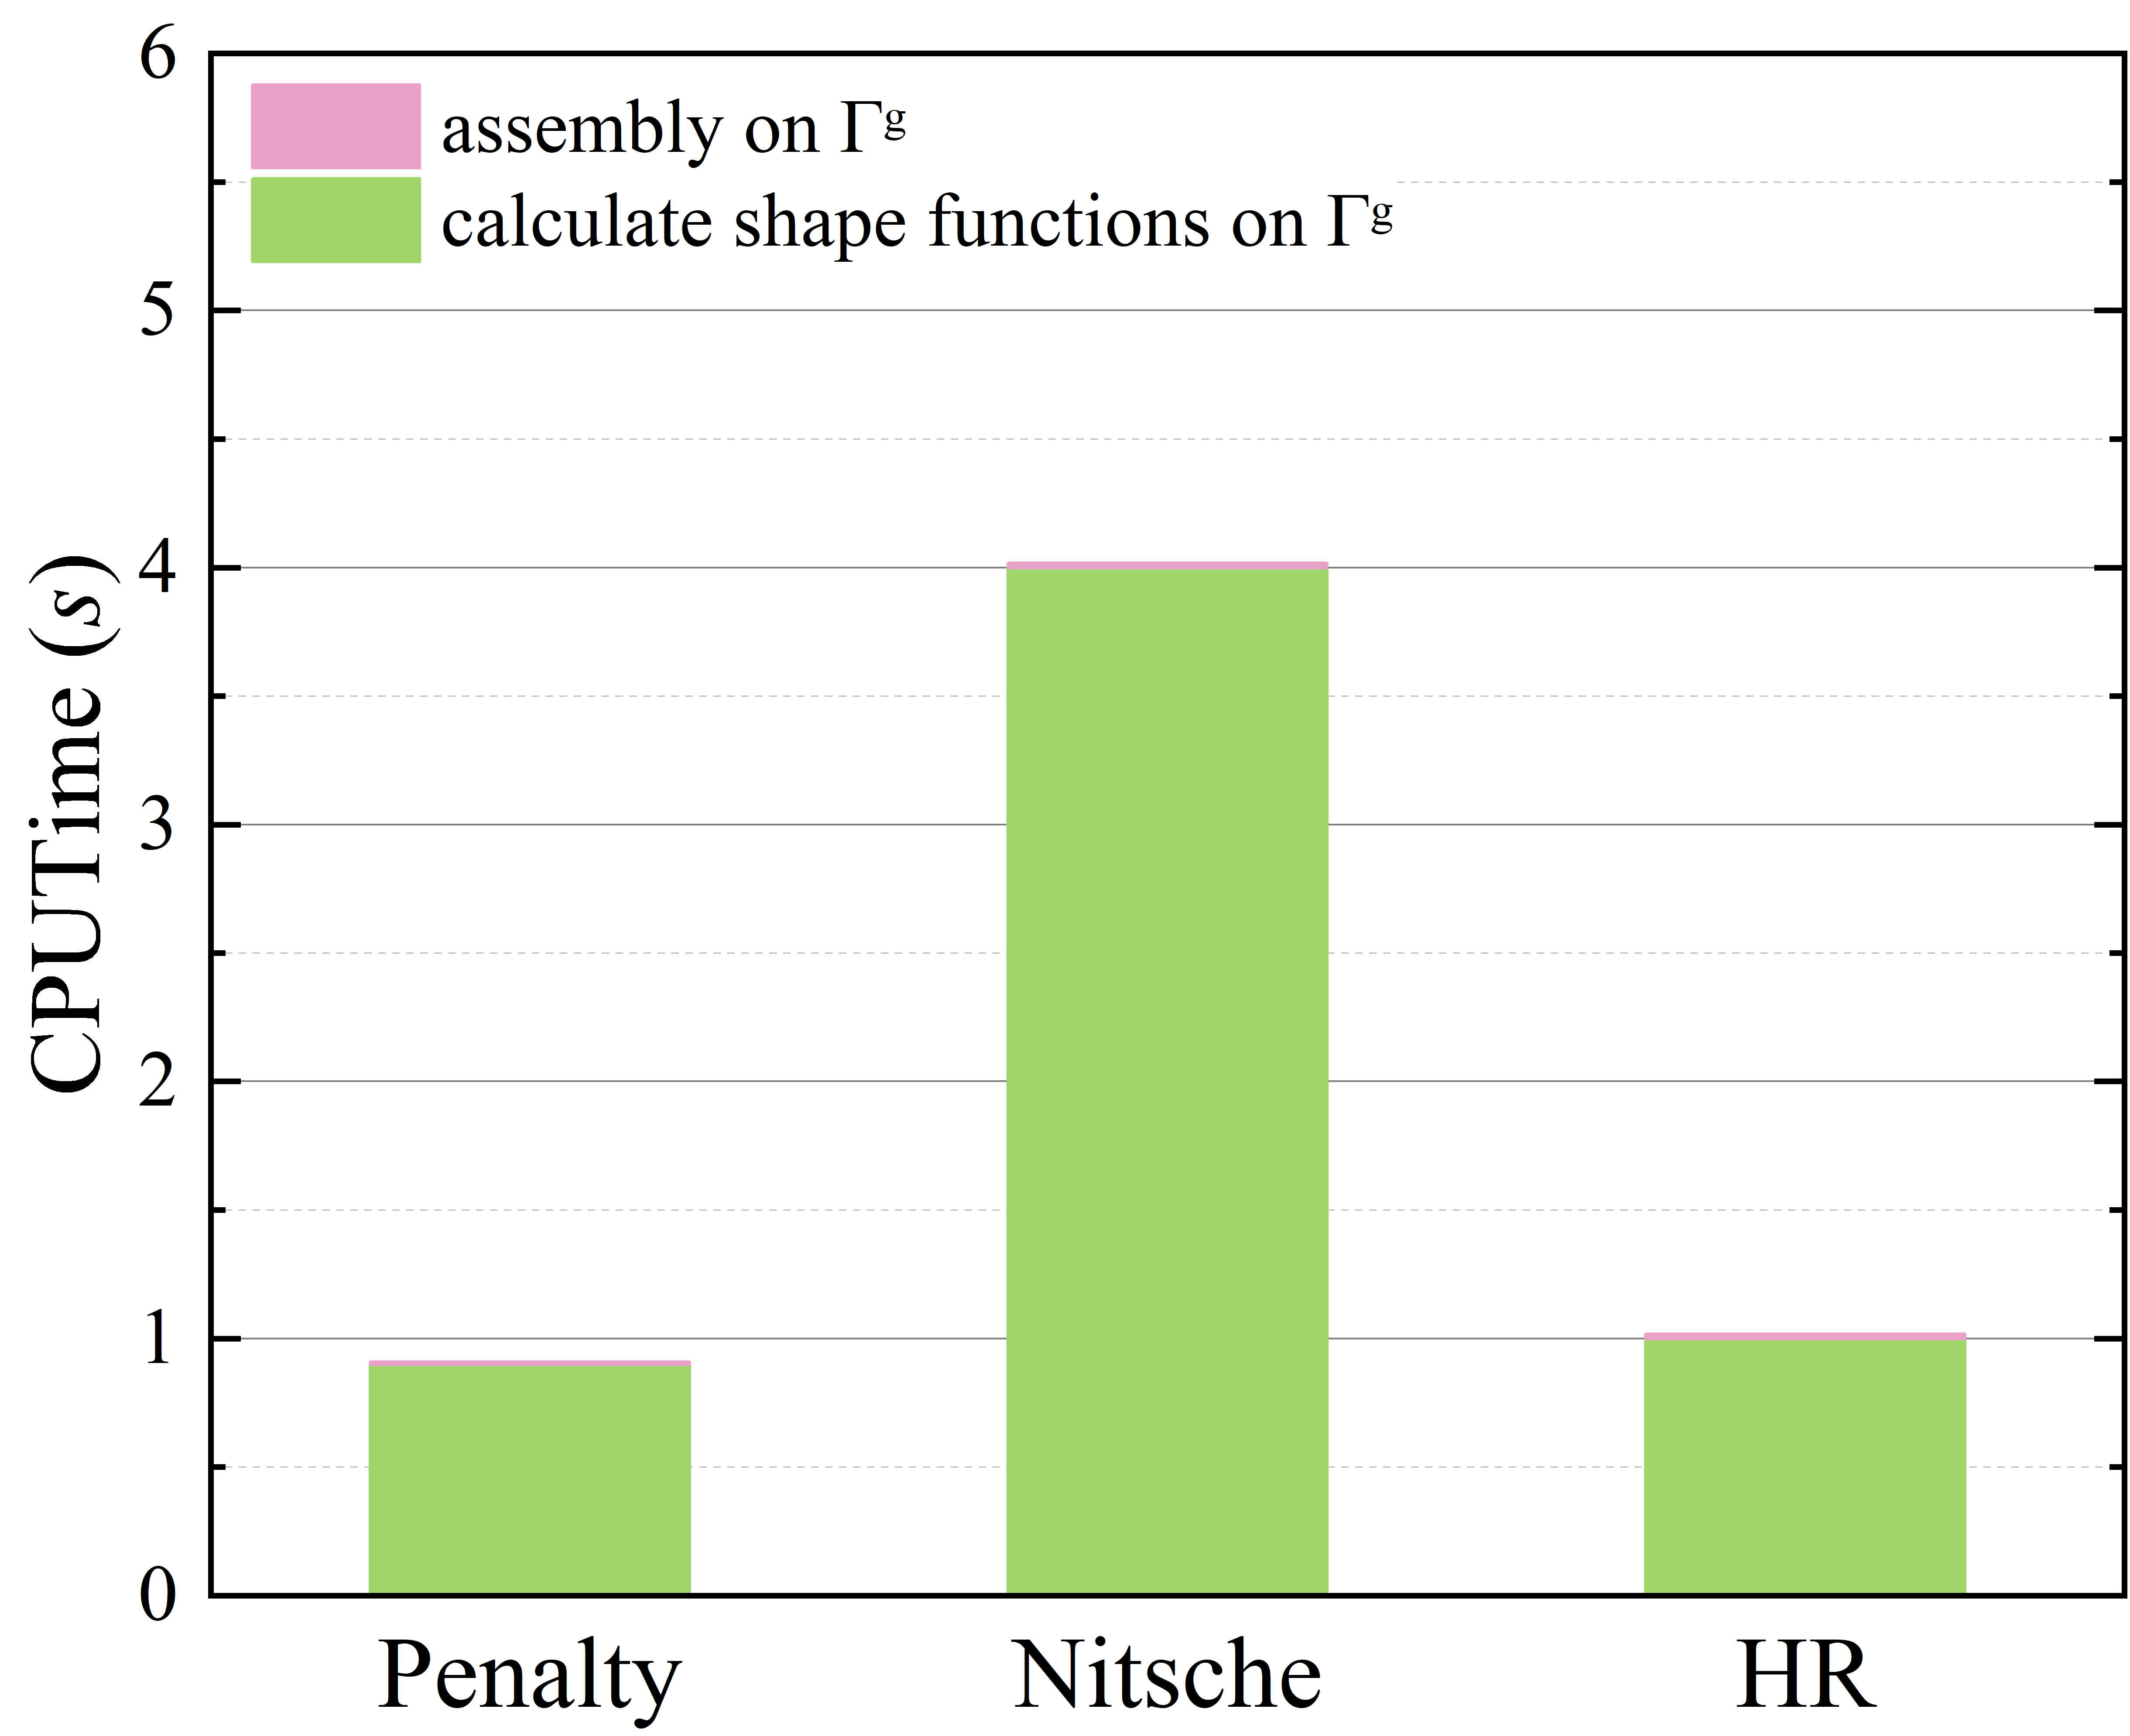 6
assembly on Γᵍ
calculate shape functions on Γᵍ
5
4
3
2
1
0
CPUTime (s)
Penalty
Nitsche
HR